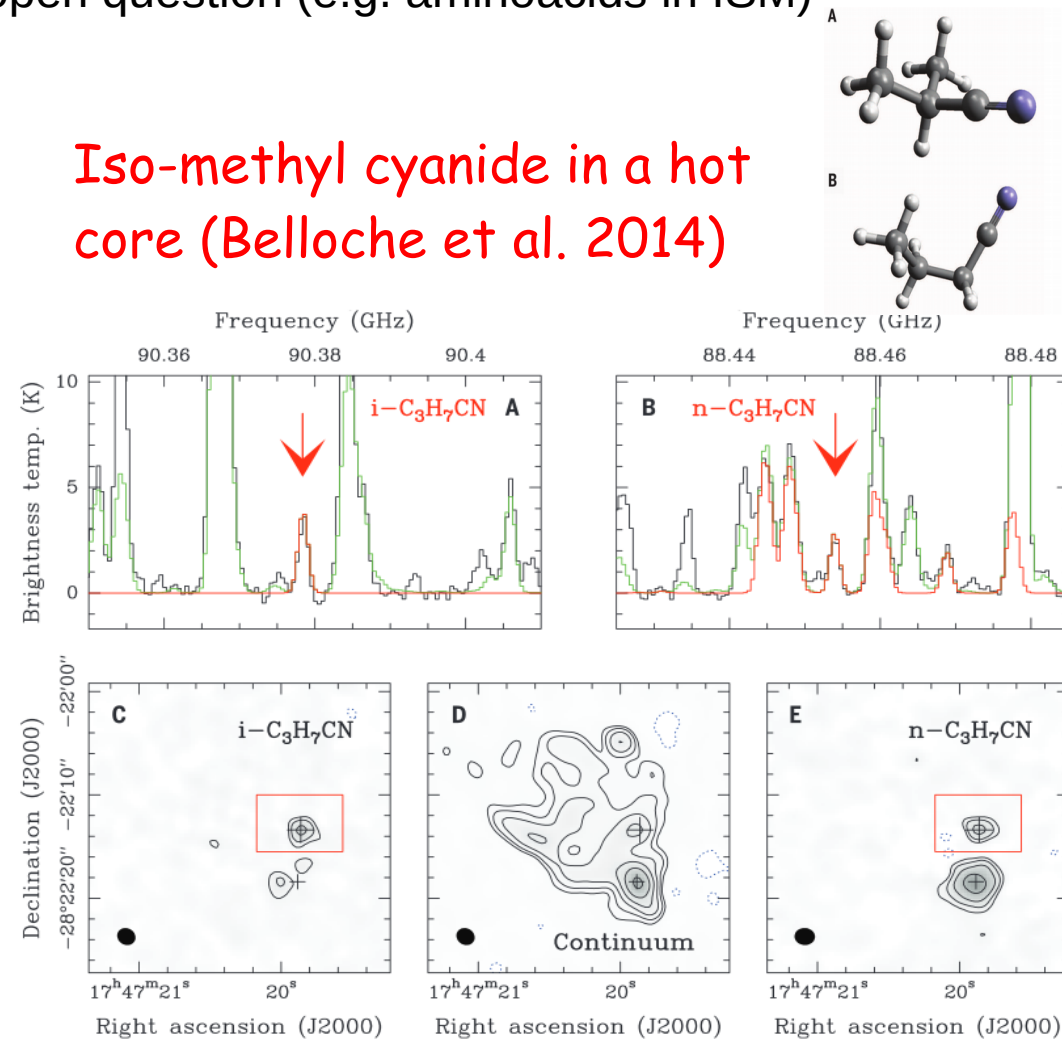 open question (e.g. aminoacids in ISM)
A
Iso-methyl cyanide in a hot
core (Belloche et al. 2014)
B
Frequency (GHz)
90.36 90.38 90.4
Brightness temp. (K)
10
5
0
i-C₃H₇CN A
Frequency (GHz)
88.44 88.46 88.48
B n-C₃H₇CN
Declination (J2000)
-22'00"
-22'10"
-28°22'20"
C
i-C₃H₇CN
D
Continuum
E
n-C₃H₇CN
17ʰ47ᵐ21ˢ 20ˢ
17ʰ47ᵐ21ˢ 20ˢ
17ʰ47ᵐ21ˢ 20ˢ
Right ascension (J2000)
Right ascension (J2000)
Right ascension (J2000)